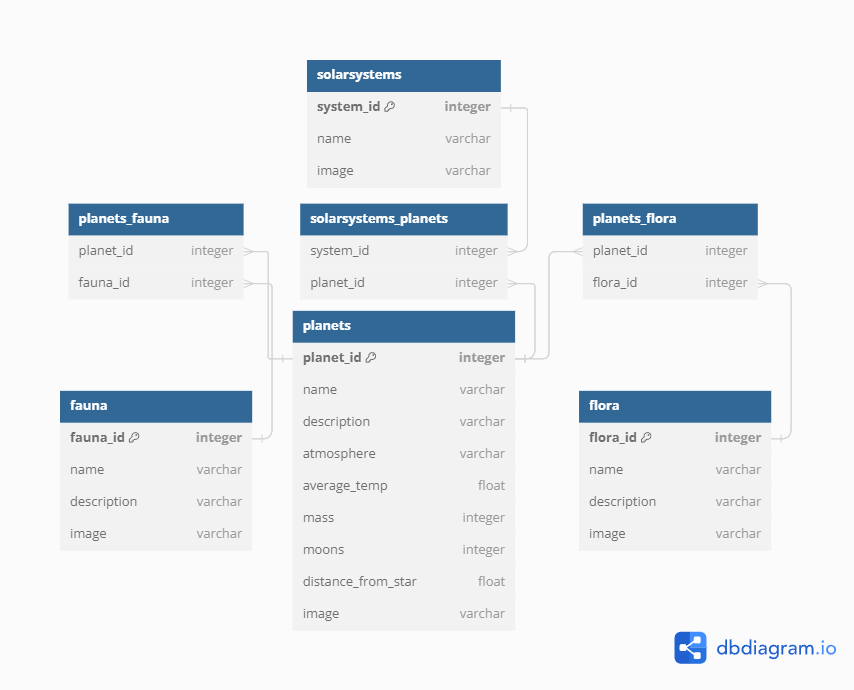 solarsystems
system_id integer
name varchar
image varchar
planets_fauna
planet_id integer
fauna_id integer
solarsystems_planets
system_id integer
planet_id integer
planets_flora
planet_id integer
flora_id integer
planets
planet_id integer
name varchar
description varchar
atmosphere varchar
average_temp float
mass integer
moons integer
distance_from_star float
image varchar
fauna
fauna_id integer
name varchar
description varchar
image varchar
flora
flora_id integer
name varchar
description varchar
image varchar
dbdiagram.io